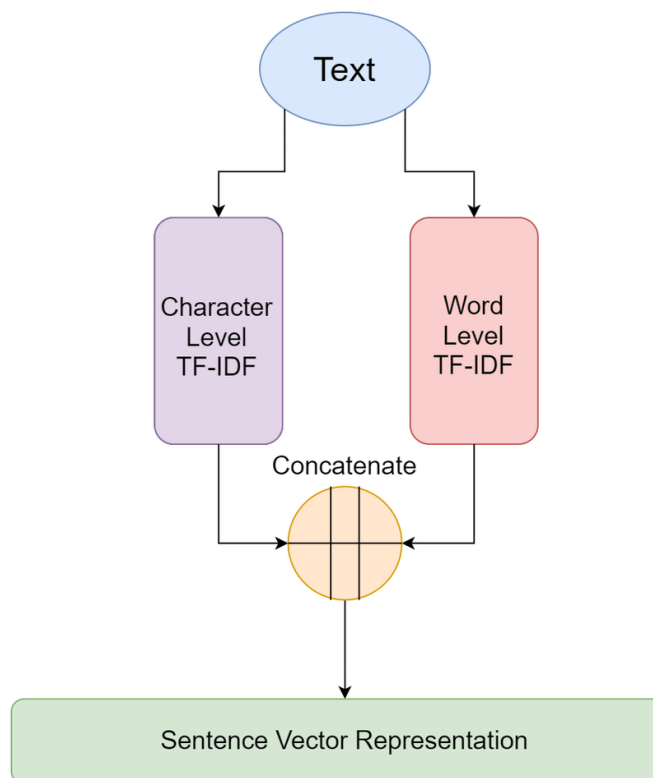 Text
Character
Level
TF-IDF
Word
Level
TF-IDF
Concatenate
Sentence Vector Representation